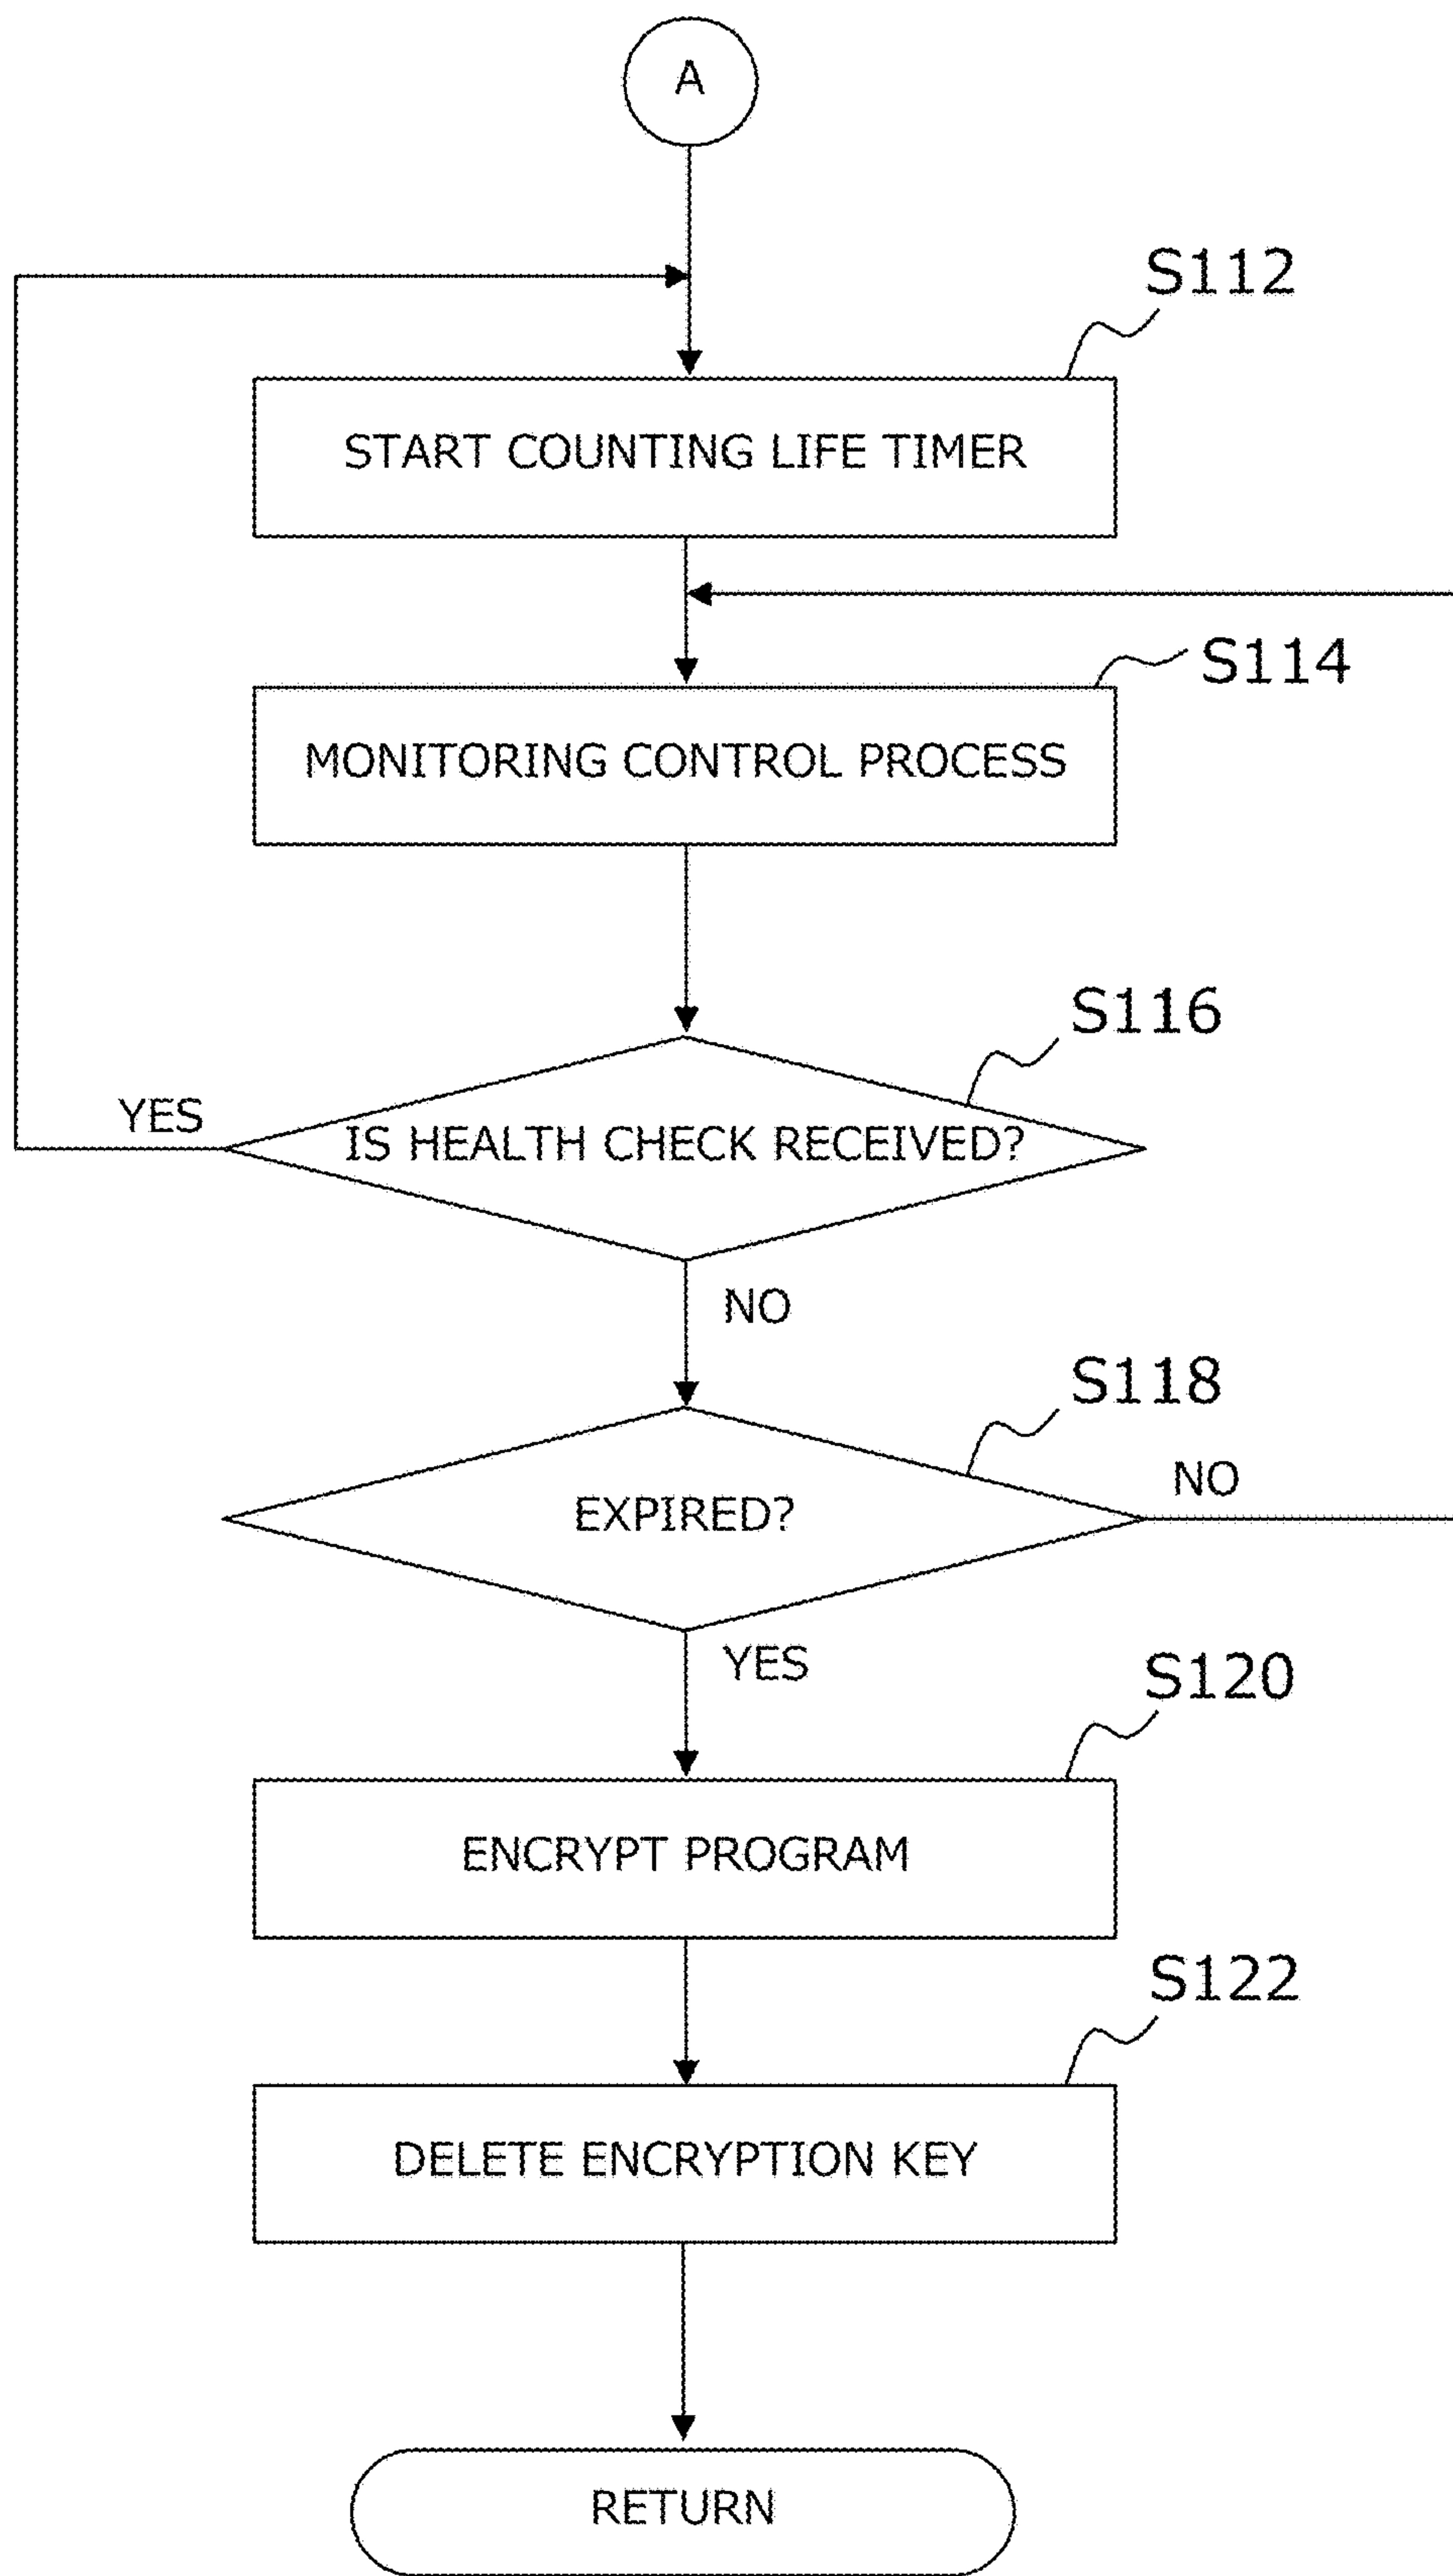 A
S112
START COUNTING LIFE TIMER
S114
MONITORING CONTROL PROCESS
S116
YES
IS HEALTH CHECK RECEIVED?
NO
S118
NO
EXPIRED?
YES
S120
ENCRYPT PROGRAM
S122
DELETE ENCRYPTION KEY
RETURN